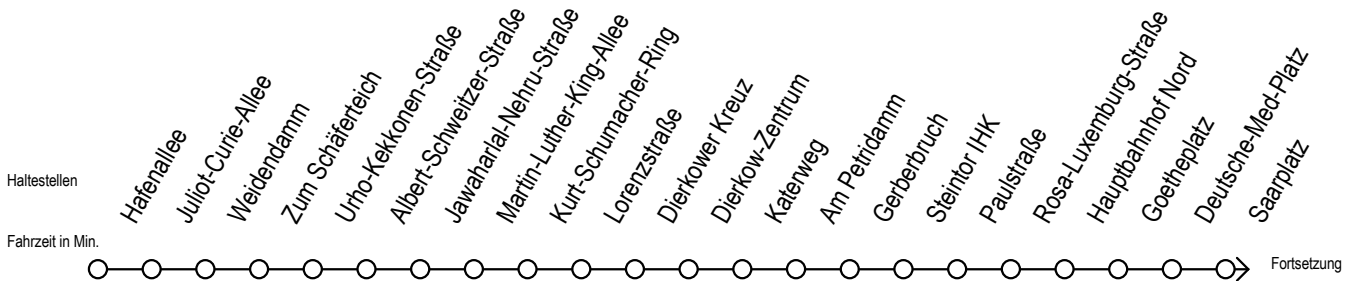 Haltestellen
Hafenallee
Juliot-Curie-Allee
Weidendamm
Zum Schäferteich
Urho-Kekkonen-Straße
Albert-Schweitzer-Straße
Jawaharlal-Nehru-Straße
Martin-Luther-King-Allee
Kurt-Schumacher-Ring
Lorenzstraße
Dierkower Kreuz
Dierkow-Zentrum
Katerweg
Am Petridamm
Gerberbruch
Steintor IHK
Paulstraße
Rosa-Luxemburg-Straße
Hauptbahnhof Nord
Goetheplatz
Deutsche-Med-Platz
Saarplatz
Fahrzeit in Min.
Fortsetzung